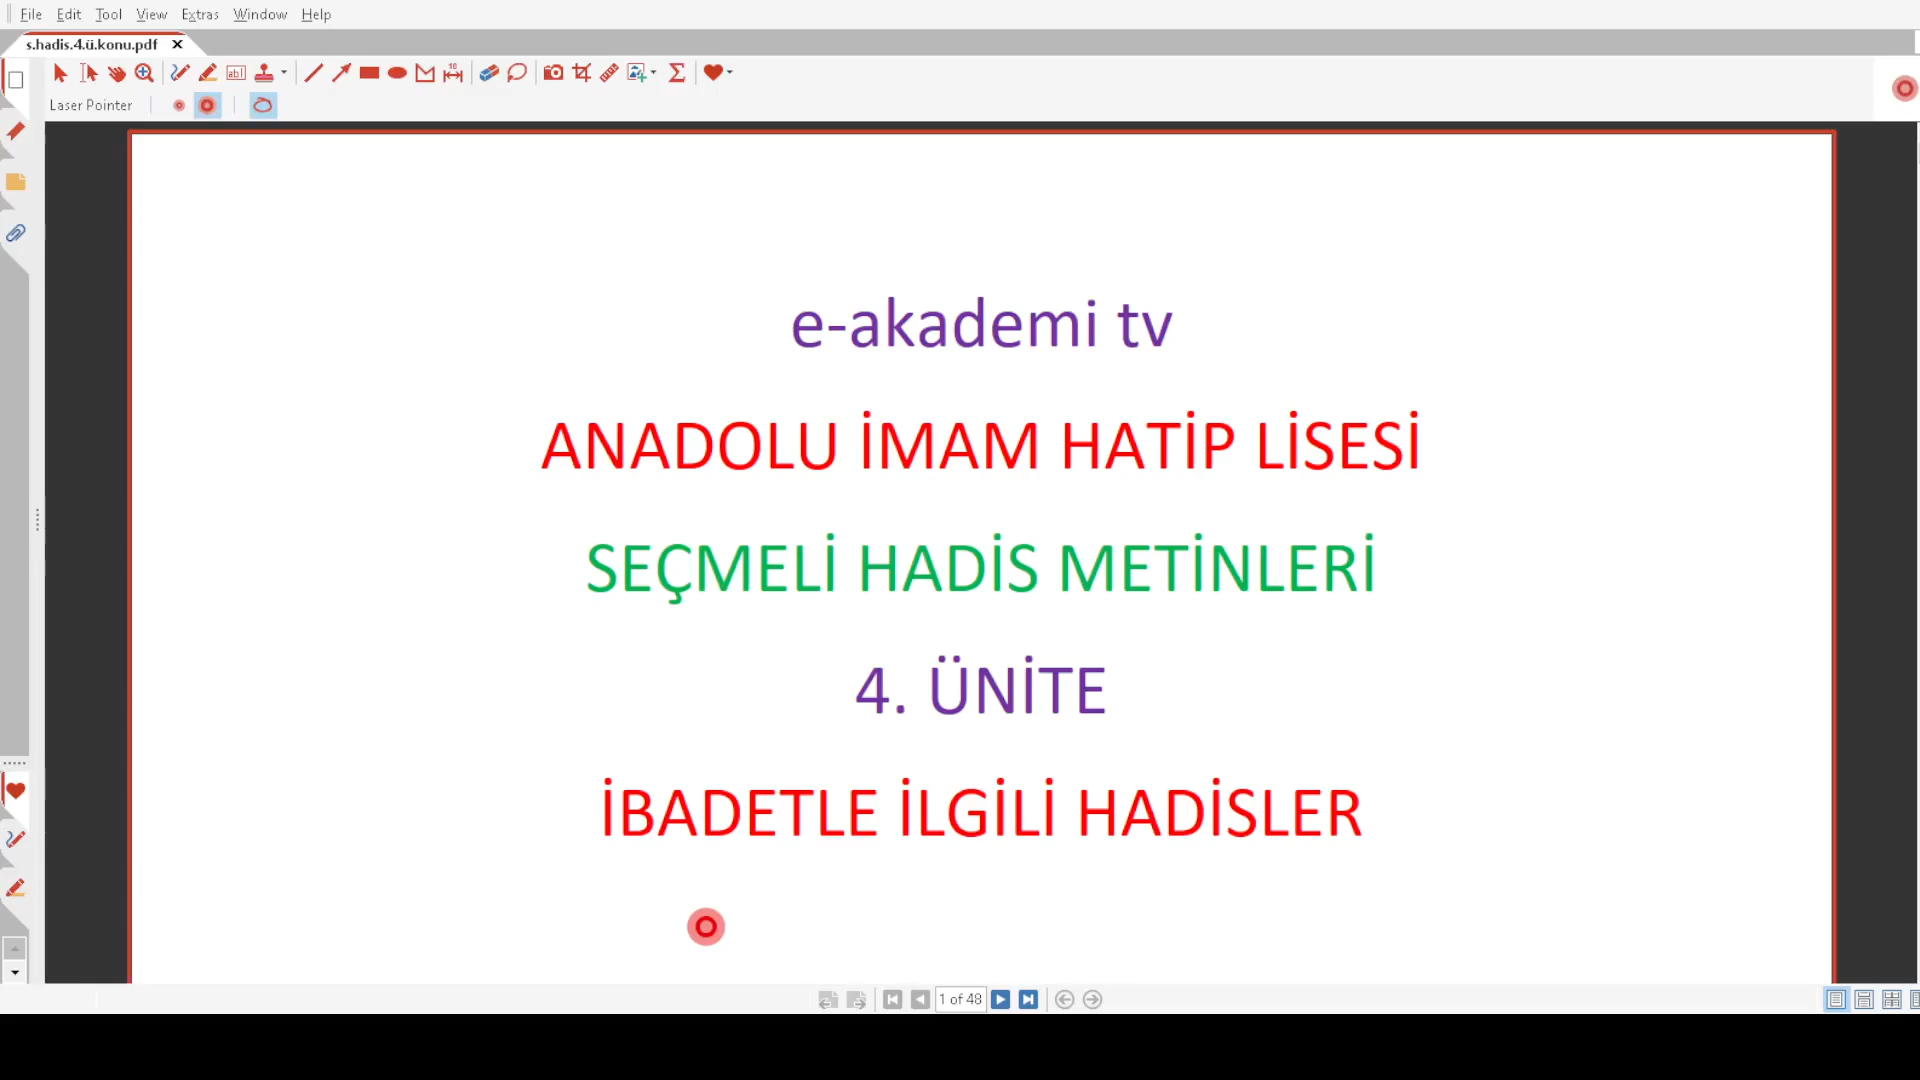 File Edit Tool View Extras Window Help
s.hadis.4.ü.konu.pdf
Laser Pointer
e-akademi tv
ANADOLU İMAM HATİP LİSESİ
SEÇMELİ HADİS METİNLERİ
4. ÜNİTE
İBADETLE İLGİLİ HADİSLER
1 of 48